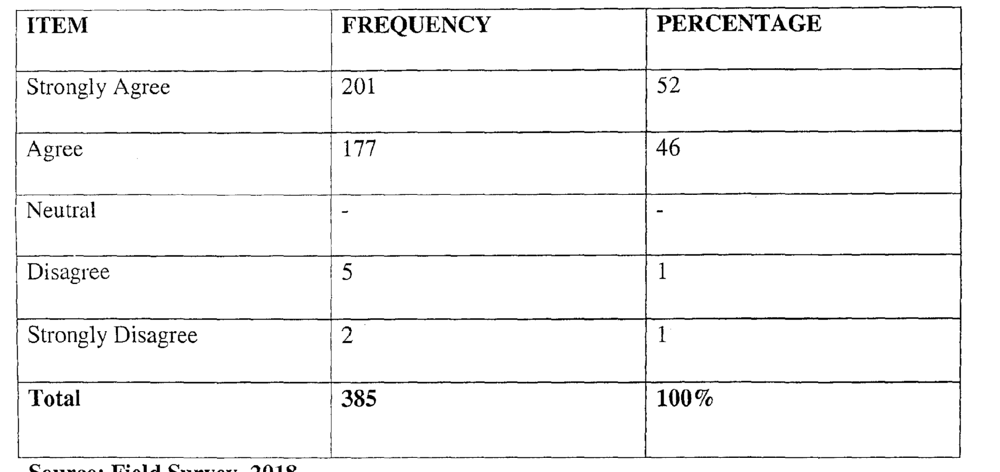 ITEM FREQUENCY PERCENTAGE
Strongly Agree 201 52
Agree 177 46
Neutral - -
Disagree 5 1
Strongly Disagree 2 1
Total 385 100%
Source: Field Survey, 2018